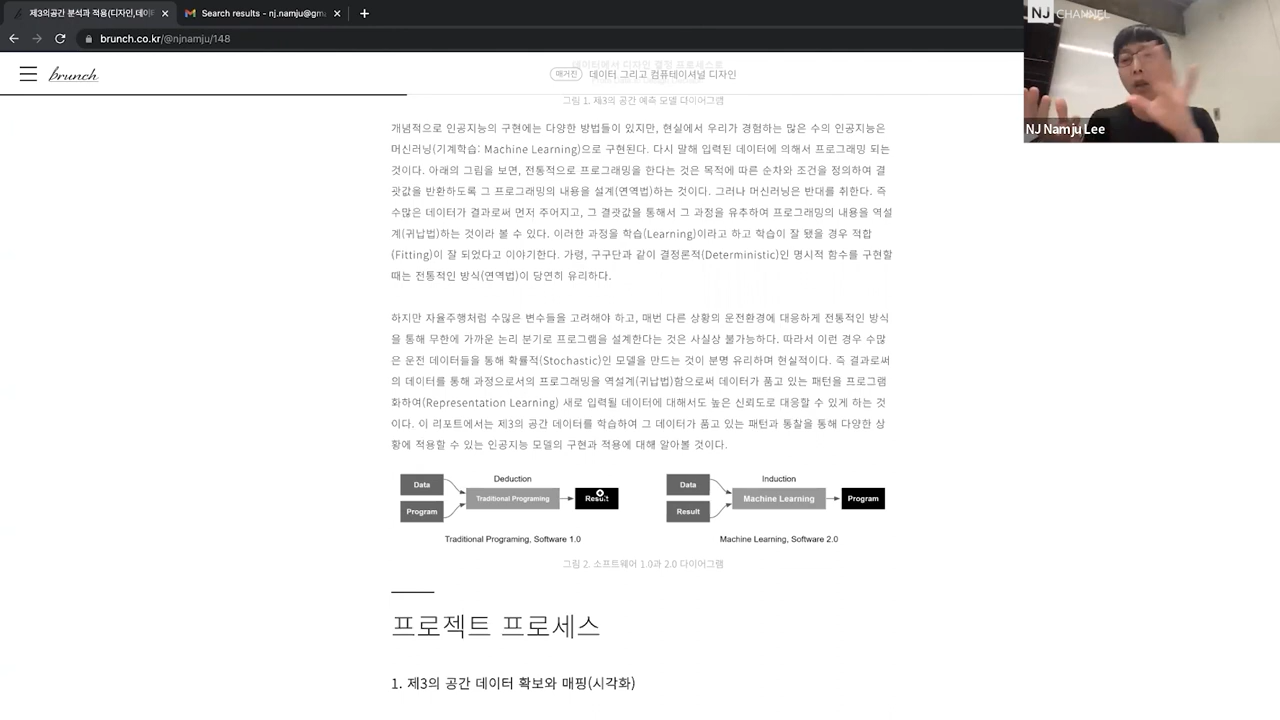 제3의공간 분석과 적용(디자인,데이
Search results - nj.namju@gma
brunch.co.kr/@njnamju/148
NJ CHANNEL
brunch
데이터에서 디자인 결정 프로세스로
매거진 데이터 그리고 컴퓨테이셔널 디자인
그림 1. 제3의 공간 예측 모델 다이어그램
NJ Namju Lee
개념적으로 인공지능의 구현에는 다양한 방법들이 있지만, 현실에서 우리가 경험하는 많은 수의 인공지능은
머신러닝(기계학습: Machine Learning)으로 구현된다. 다시 말해 입력된 데이터에 의해서 프로그래밍 되는
것이다. 아래의 그림을 보면, 전통적으로 프로그래밍을 한다는 것은 목적에 따른 순차와 조건을 정의하여 결
괏값을 반환하도록 그 프로그래밍의 내용을 설계(연역법)하는 것이다. 그러나 머신러닝은 반대를 취한다. 즉
수많은 데이터가 결과로써 먼저 주어지고, 그 결괏값을 통해서 그 과정을 유추하여 프로그래밍의 내용을 역설
계(귀납법)하는 것이라 볼 수 있다. 이러한 과정을 학습(Learning)이라고 하고 학습이 잘 됐을 경우 적합
(Fitting)이 잘 되었다고 이야기한다. 가령, 구구단과 같이 결정론적(Deterministic)인 명시적 함수를 구현할
때는 전통적인 방식(연역법)이 당연히 유리하다.
하지만 자율주행처럼 수많은 변수들을 고려해야 하고, 매번 다른 상황의 운전환경에 대응하게 전통적인 방식
을 통해 무한에 가까운 논리 분기로 프로그램을 설계한다는 것은 사실상 불가능하다. 따라서 이런 경우 수많
은 운전 데이터들을 통해 확률적(Stochastic)인 모델을 만드는 것이 분명 유리하며 현실적이다. 즉 결과로써
의 데이터를 통해 과정으로서의 프로그래밍을 역설계(귀납법)함으로써 데이터가 품고 있는 패턴을 프로그램
화하여(Representation Learning) 새로 입력될 데이터에 대해서도 높은 신뢰도로 대응할 수 있게 하는 것
이다. 이 리포트에서는 제3의 공간 데이터를 학습하여 그 데이터가 품고 있는 패턴과 통찰을 통해 다양한 상
황에 적용할 수 있는 인공지능 모델의 구현과 적용에 대해 알아볼 것이다.
Deduction
Data
Program
Traditional Programing
Result
Traditional Programing, Software 1.0
Induction
Data
Result
Machine Learning
Program
Machine Learning, Software 2.0
그림 2. 소프트웨어 1.0과 2.0 다이어그램
프로젝트 프로세스
1. 제3의 공간 데이터 확보와 매핑(시각화)